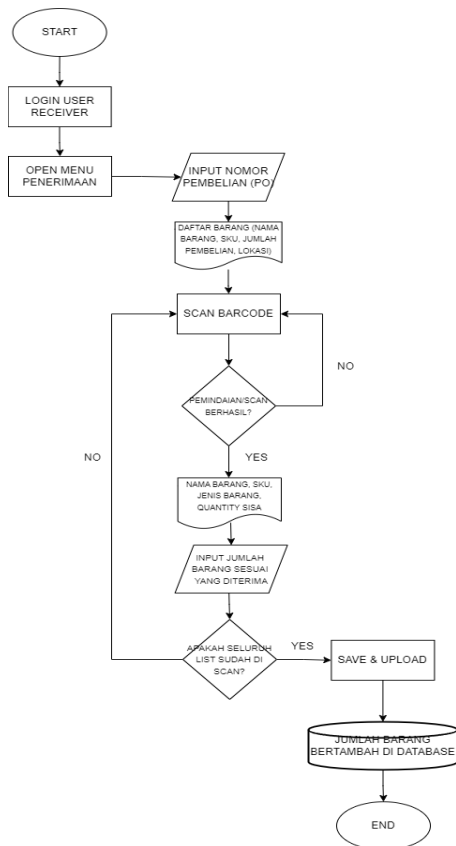 START
LOGIN USER
RECEIVER
OPEN MENU
PENERIMAAN
INPUT NOMOR
PEMBELIAN (PO)
DAFTAR BARANG (NAMA
BARANG, SKU, JUMLAH
PEMBELIAN, LOKASI)
SCAN BARCODE
NO
PEMINDAIAN/SCAN
BERHASIL?
NO
YES
NAMA BARANG, SKU,
JENIS BARANG,
QUANTITY SISA
INPUT JUMLAH
BARANG SESUAI
YANG DITERIMA
APAKAH SELURUH
LIST SUDAH DI
SCAN?
YES
SAVE & UPLOAD
JUMLAH BARANG
BERTAMBAH DI DATABASE
END